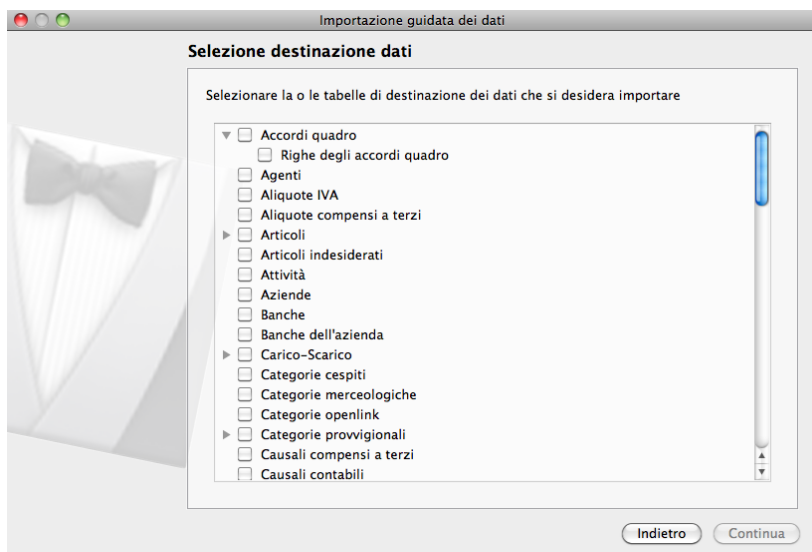 Importazione guidata dei dati
Selezione destinazione dati
Selezionare la o le tabelle di destinazione dei dati che si desidera importare
Accordi quadro
Righe degli accordi quadro
Agenti
Aliquote IVA
Aliquote compensi a terzi
Articoli
Articoli indesiderati
Attività
Aziende
Banche
Banche dell'azienda
Carico-Scarico
Categorie cespiti
Categorie merceologiche
Categorie openlink
Categorie provvigionali
Causali compensi a terzi
Causali contabili
Indietro
Continua